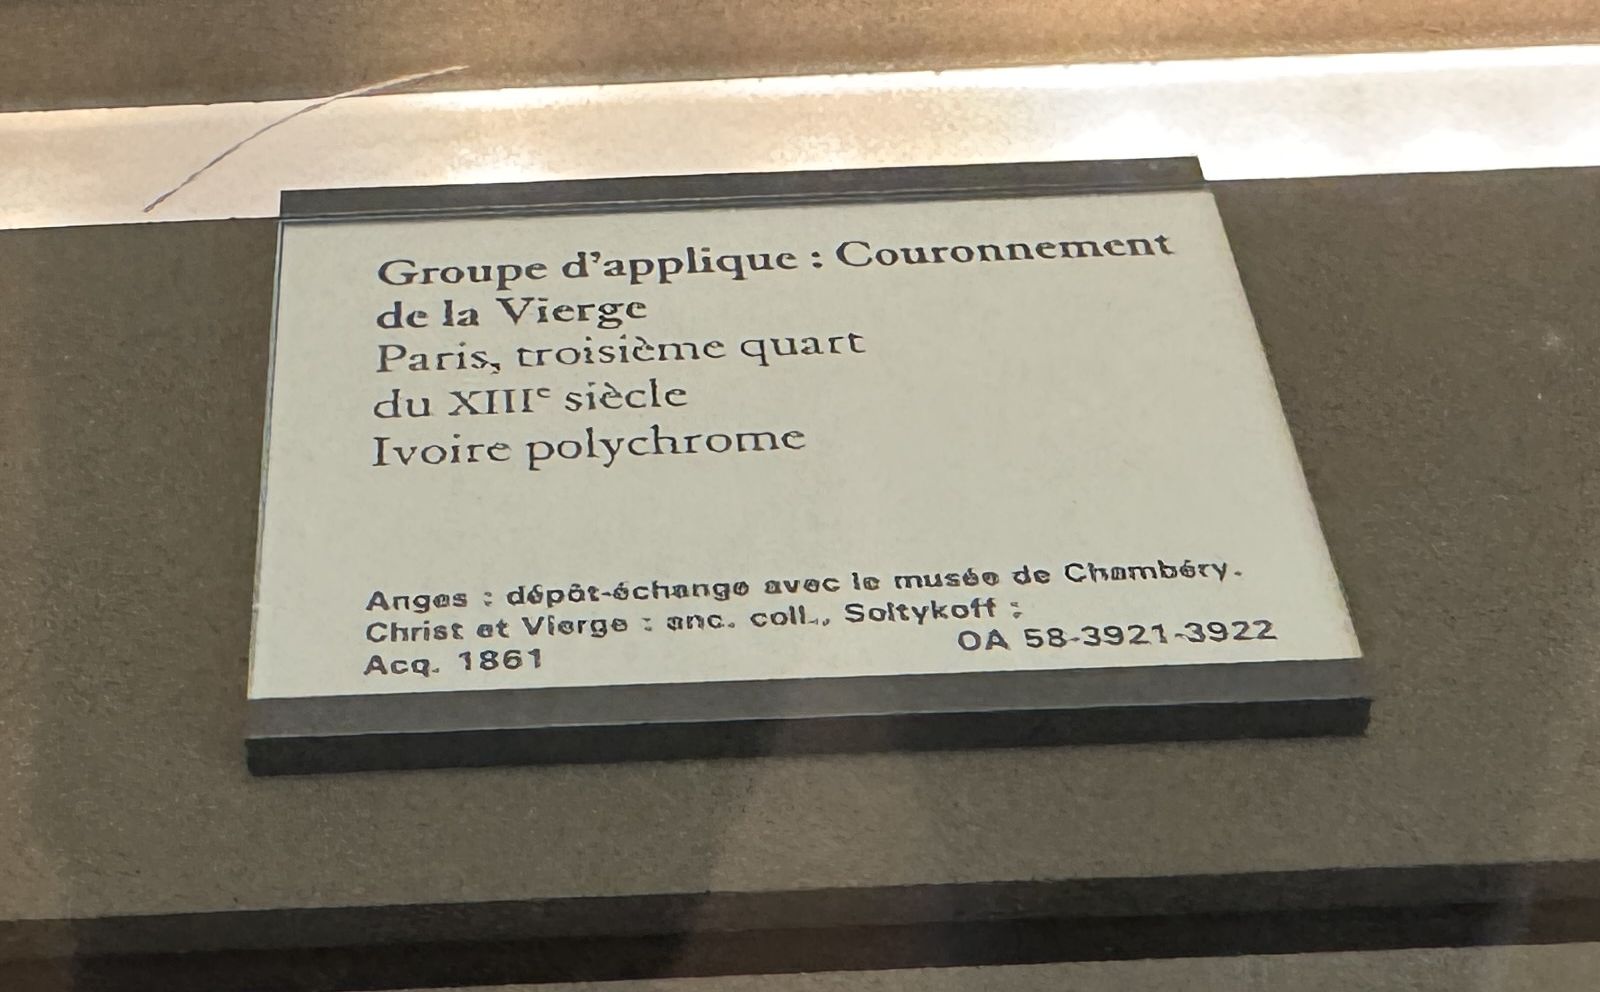 Groupe d'applique : Couronnement
de la Vierge
Paris, troisième quart
du XIIIe siècle
Ivoire polychrome
Anges : dépôt-échange avec le musée de Chambéry.
Christ et Vierge : anc. coll., Soltykoff ;
Acq. 1861
OA 58-3921-3922